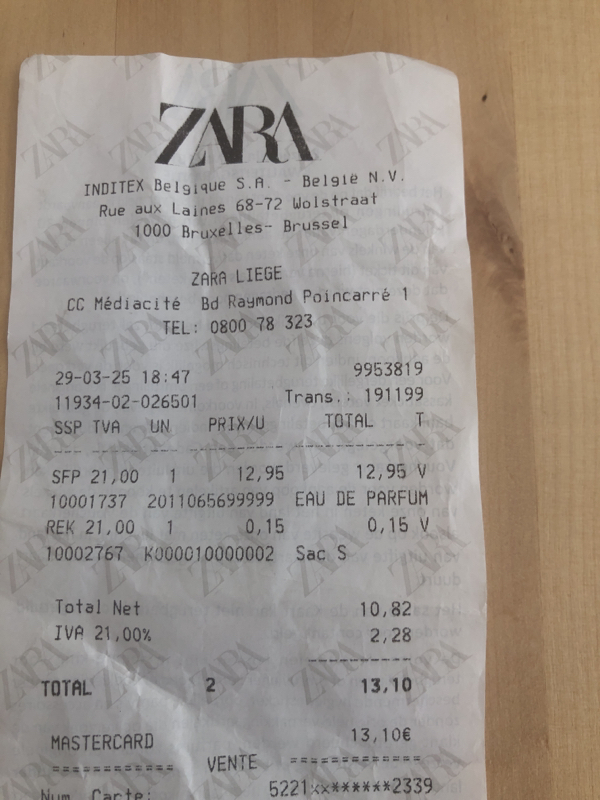 ZARA
INDITEX Belgique S.A. - België N.V.
Rue aux Laines 68-72 Wolstraat
1000 Bruxelles- Brussel
ZARA LIEGE
CC Médiacité Bd Raymond Poincarré 1
TEL: 0800 78 323
29-03-25 18:47 9953819
11934-02-026501 Trans.: 191199
SSP TVA UN PRIX/U TOTAL T
SFP 21,00 1 12,95 12,95 V
10001737 2011065699999 EAU DE PARFUM
REK 21,00 1 0,15 0,15 V
10002767 K000010000002 Sac S
Total Net 10,82
IVA 21,00% 2,28
TOTAL 2 13,10
MASTERCARD 13,10€
============ VENTE =============
Num. Carte: 5221××******2339